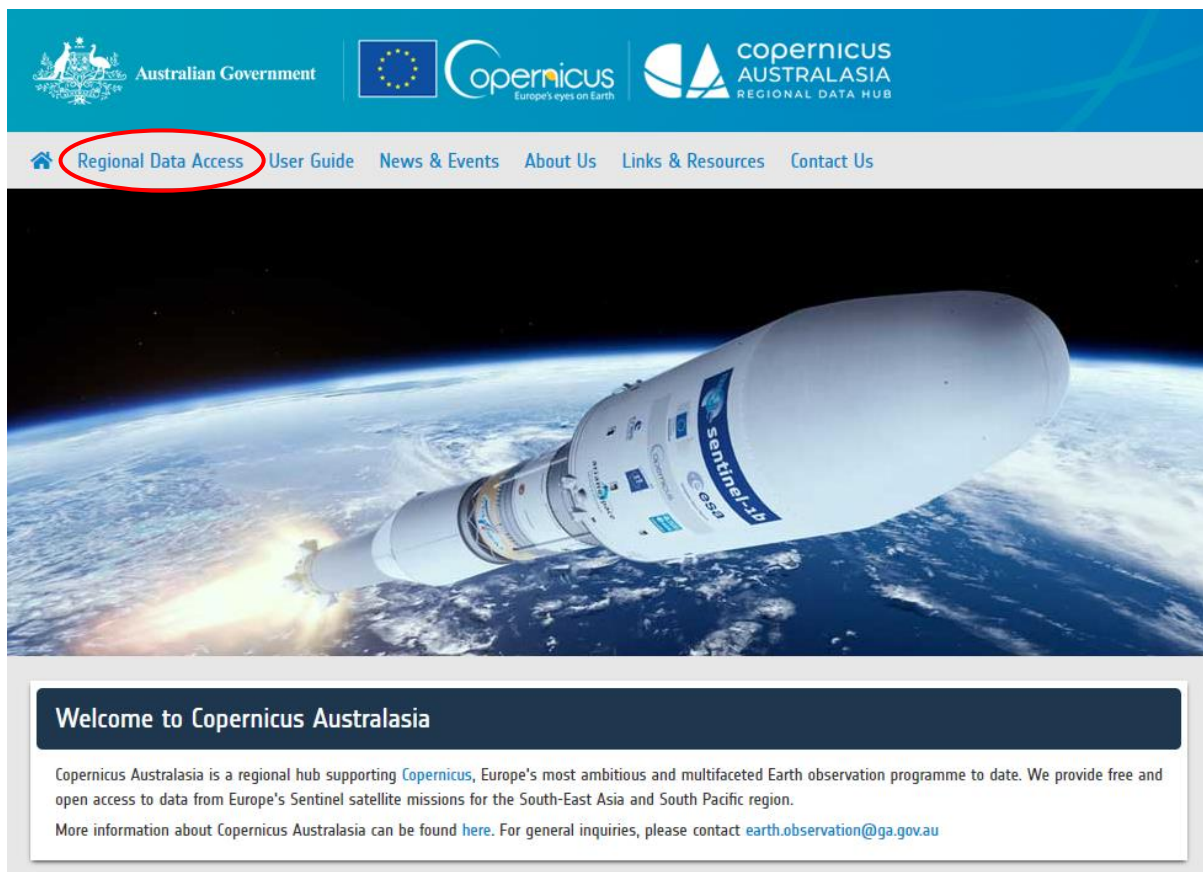 Australian Government
Copernicus
Europe's eyes on Earth
copernicus
AUSTRALASIA
REGIONAL DATA HUB
Regional Data Access User Guide News & Events About Us Links & Resources Contact Us
sentinel-1b
esa
Copernicus
arianespace
Welcome to Copernicus Australasia
Copernicus Australasia is a regional hub supporting Copernicus, Europe's most ambitious and multifaceted Earth observation programme to date. We provide free and
open access to data from Europe's Sentinel satellite missions for the South-East Asia and South Pacific region.
More information about Copernicus Australasia can be found here. For general inquiries, please contact earth.observation@ga.gov.au